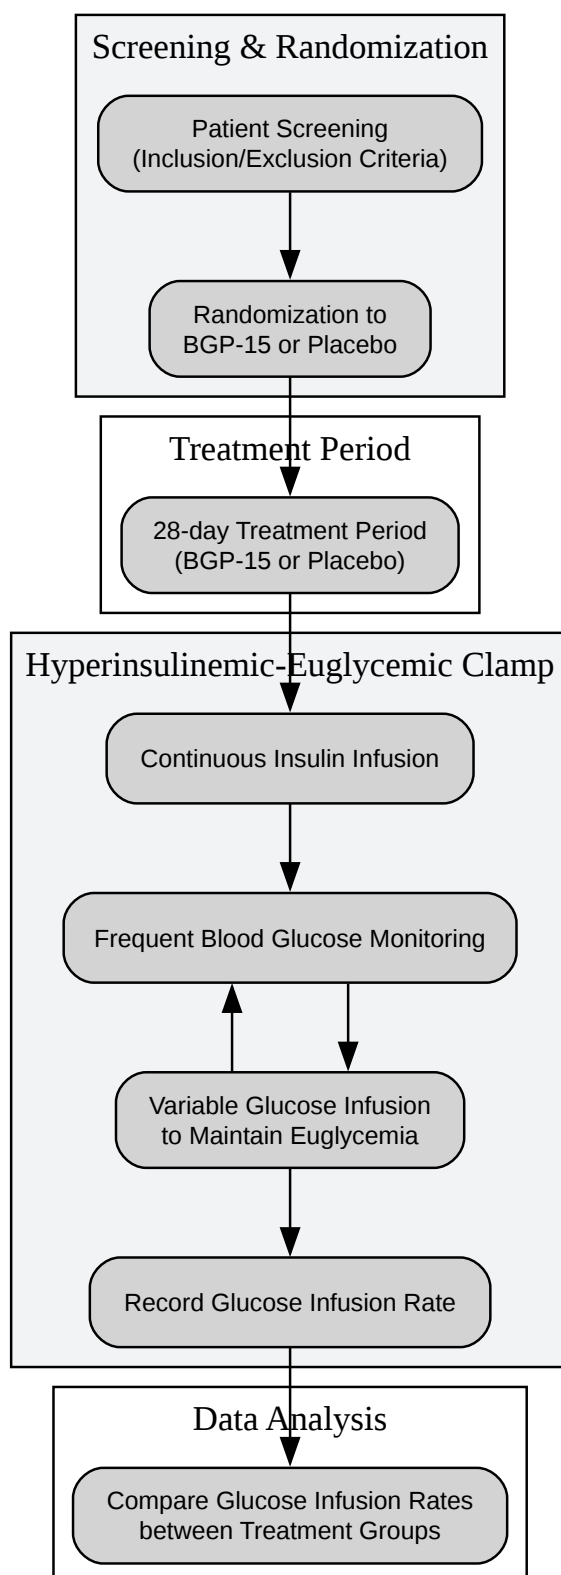 Screening & Randomization
Patient Screening
(Inclusion/Exclusion Criteria)
Randomization to
BGP-15 or Placebo
Treatment Period
28-day Treatment Period
(BGP-15 or Placebo)
Hyperinsulinemic-Euglycemic Clamp
Continuous Insulin Infusion
Frequent Blood Glucose Monitoring
Variable Glucose Infusion
to Maintain Euglycemia
Record Glucose Infusion Rate
Data Analysis
Compare Glucose Infusion Rates
between Treatment Groups